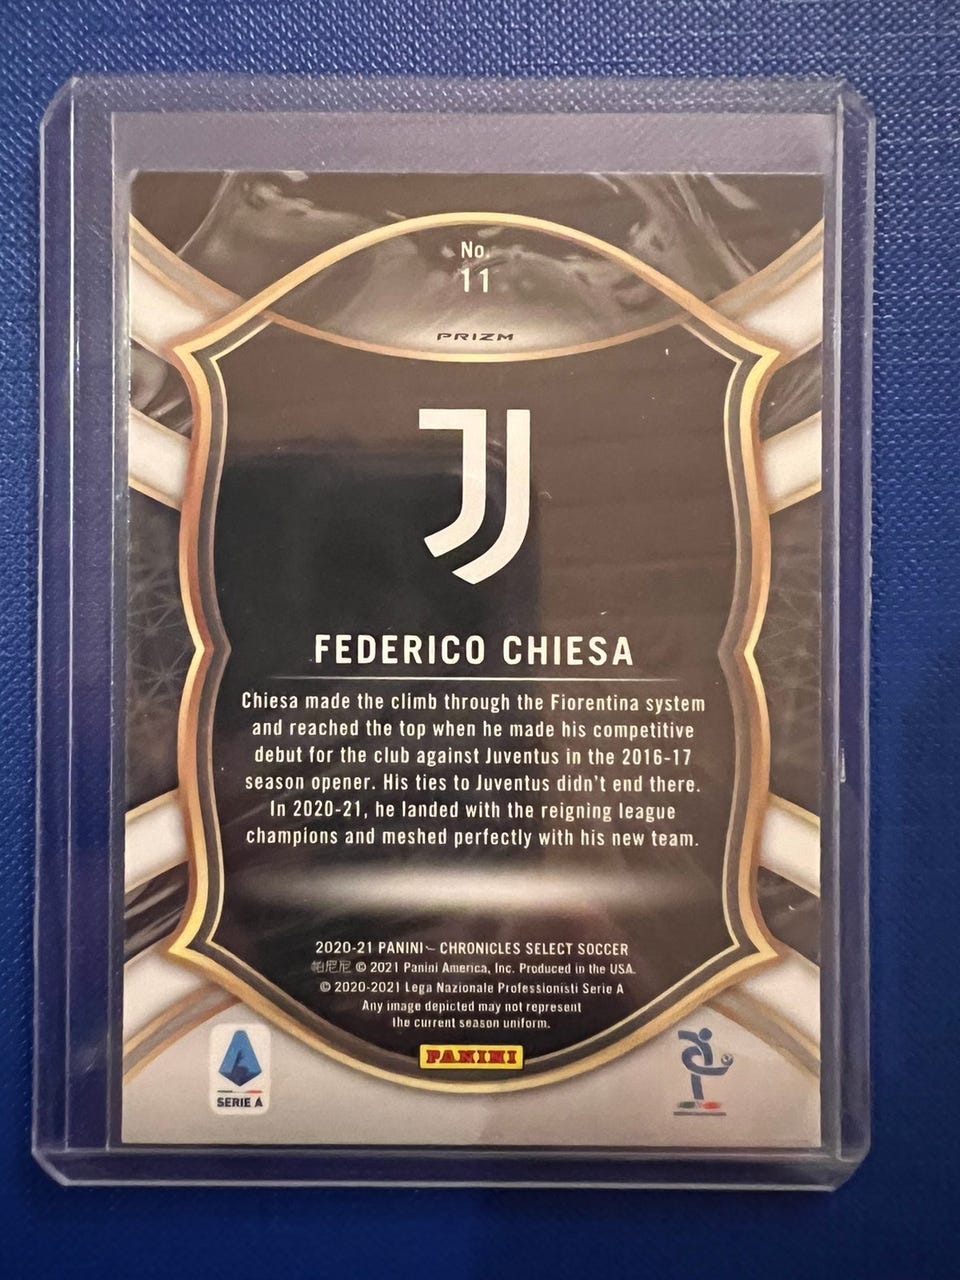 No.
11
PRIZM
FEDERICO CHIESA
Chiesa made the climb through the Fiorentina system
and reached the top when he made his competitive
debut for the club against Juventus in the 2016-17
season opener. His ties to Juventus didn't end there.
In 2020-21, he landed with the reigning league
champions and meshed perfectly with his new team.
2020-21 PANINI – CHRONICLES SELECT SOCCER
帕尼尼 © 2021 Panini America, Inc. Produced in the USA.
© 2020-2021 Lega Nazionale Professionisti Serie A
Any image depicted may not represent
the current season uniform.
PANINI
SERIE A